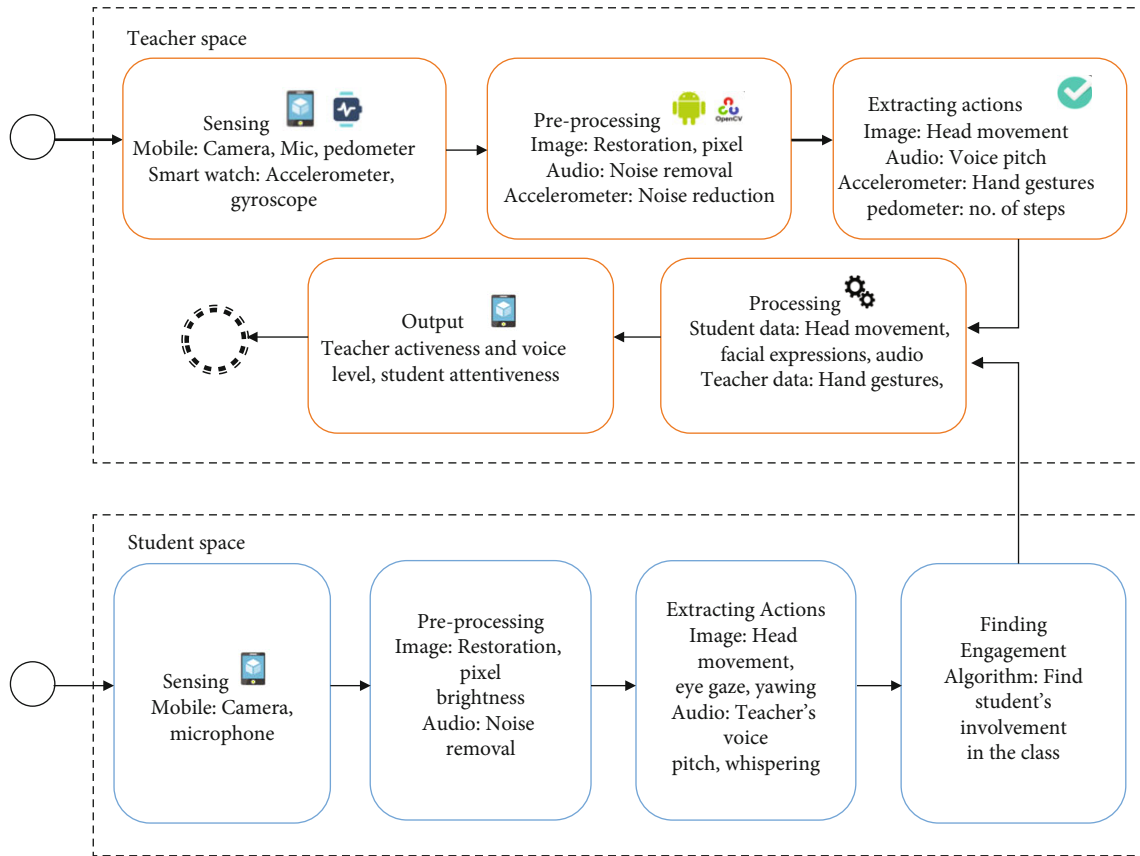 Teacher space
Sensing
Mobile: Camera, Mic, pedometer
Smart watch: Accelerometer,
gyroscope
Pre-processing
OpenCV
Image: Restoration, pixel
Audio: Noise removal
Accelerometer: Noise reduction
Extracting actions
Image: Head movement
Audio: Voice pitch
Accelerometer: Hand gestures
pedometer: no. of steps
Processing
Student data: Head movement,
facial expressions, audio
Teacher data: Hand gestures,
Output
Teacher activeness and voice
level, student attentiveness
Student space
Sensing
Mobile: Camera,
microphone
Pre-processing
Image: Restoration,
pixel
brightness
Audio: Noise
removal
Extracting Actions
Image: Head
movement,
eye gaze, yawing
Audio: Teacher's
voice
pitch, whispering
Finding
Engagement
Algorithm: Find
student's
involvement
in the class